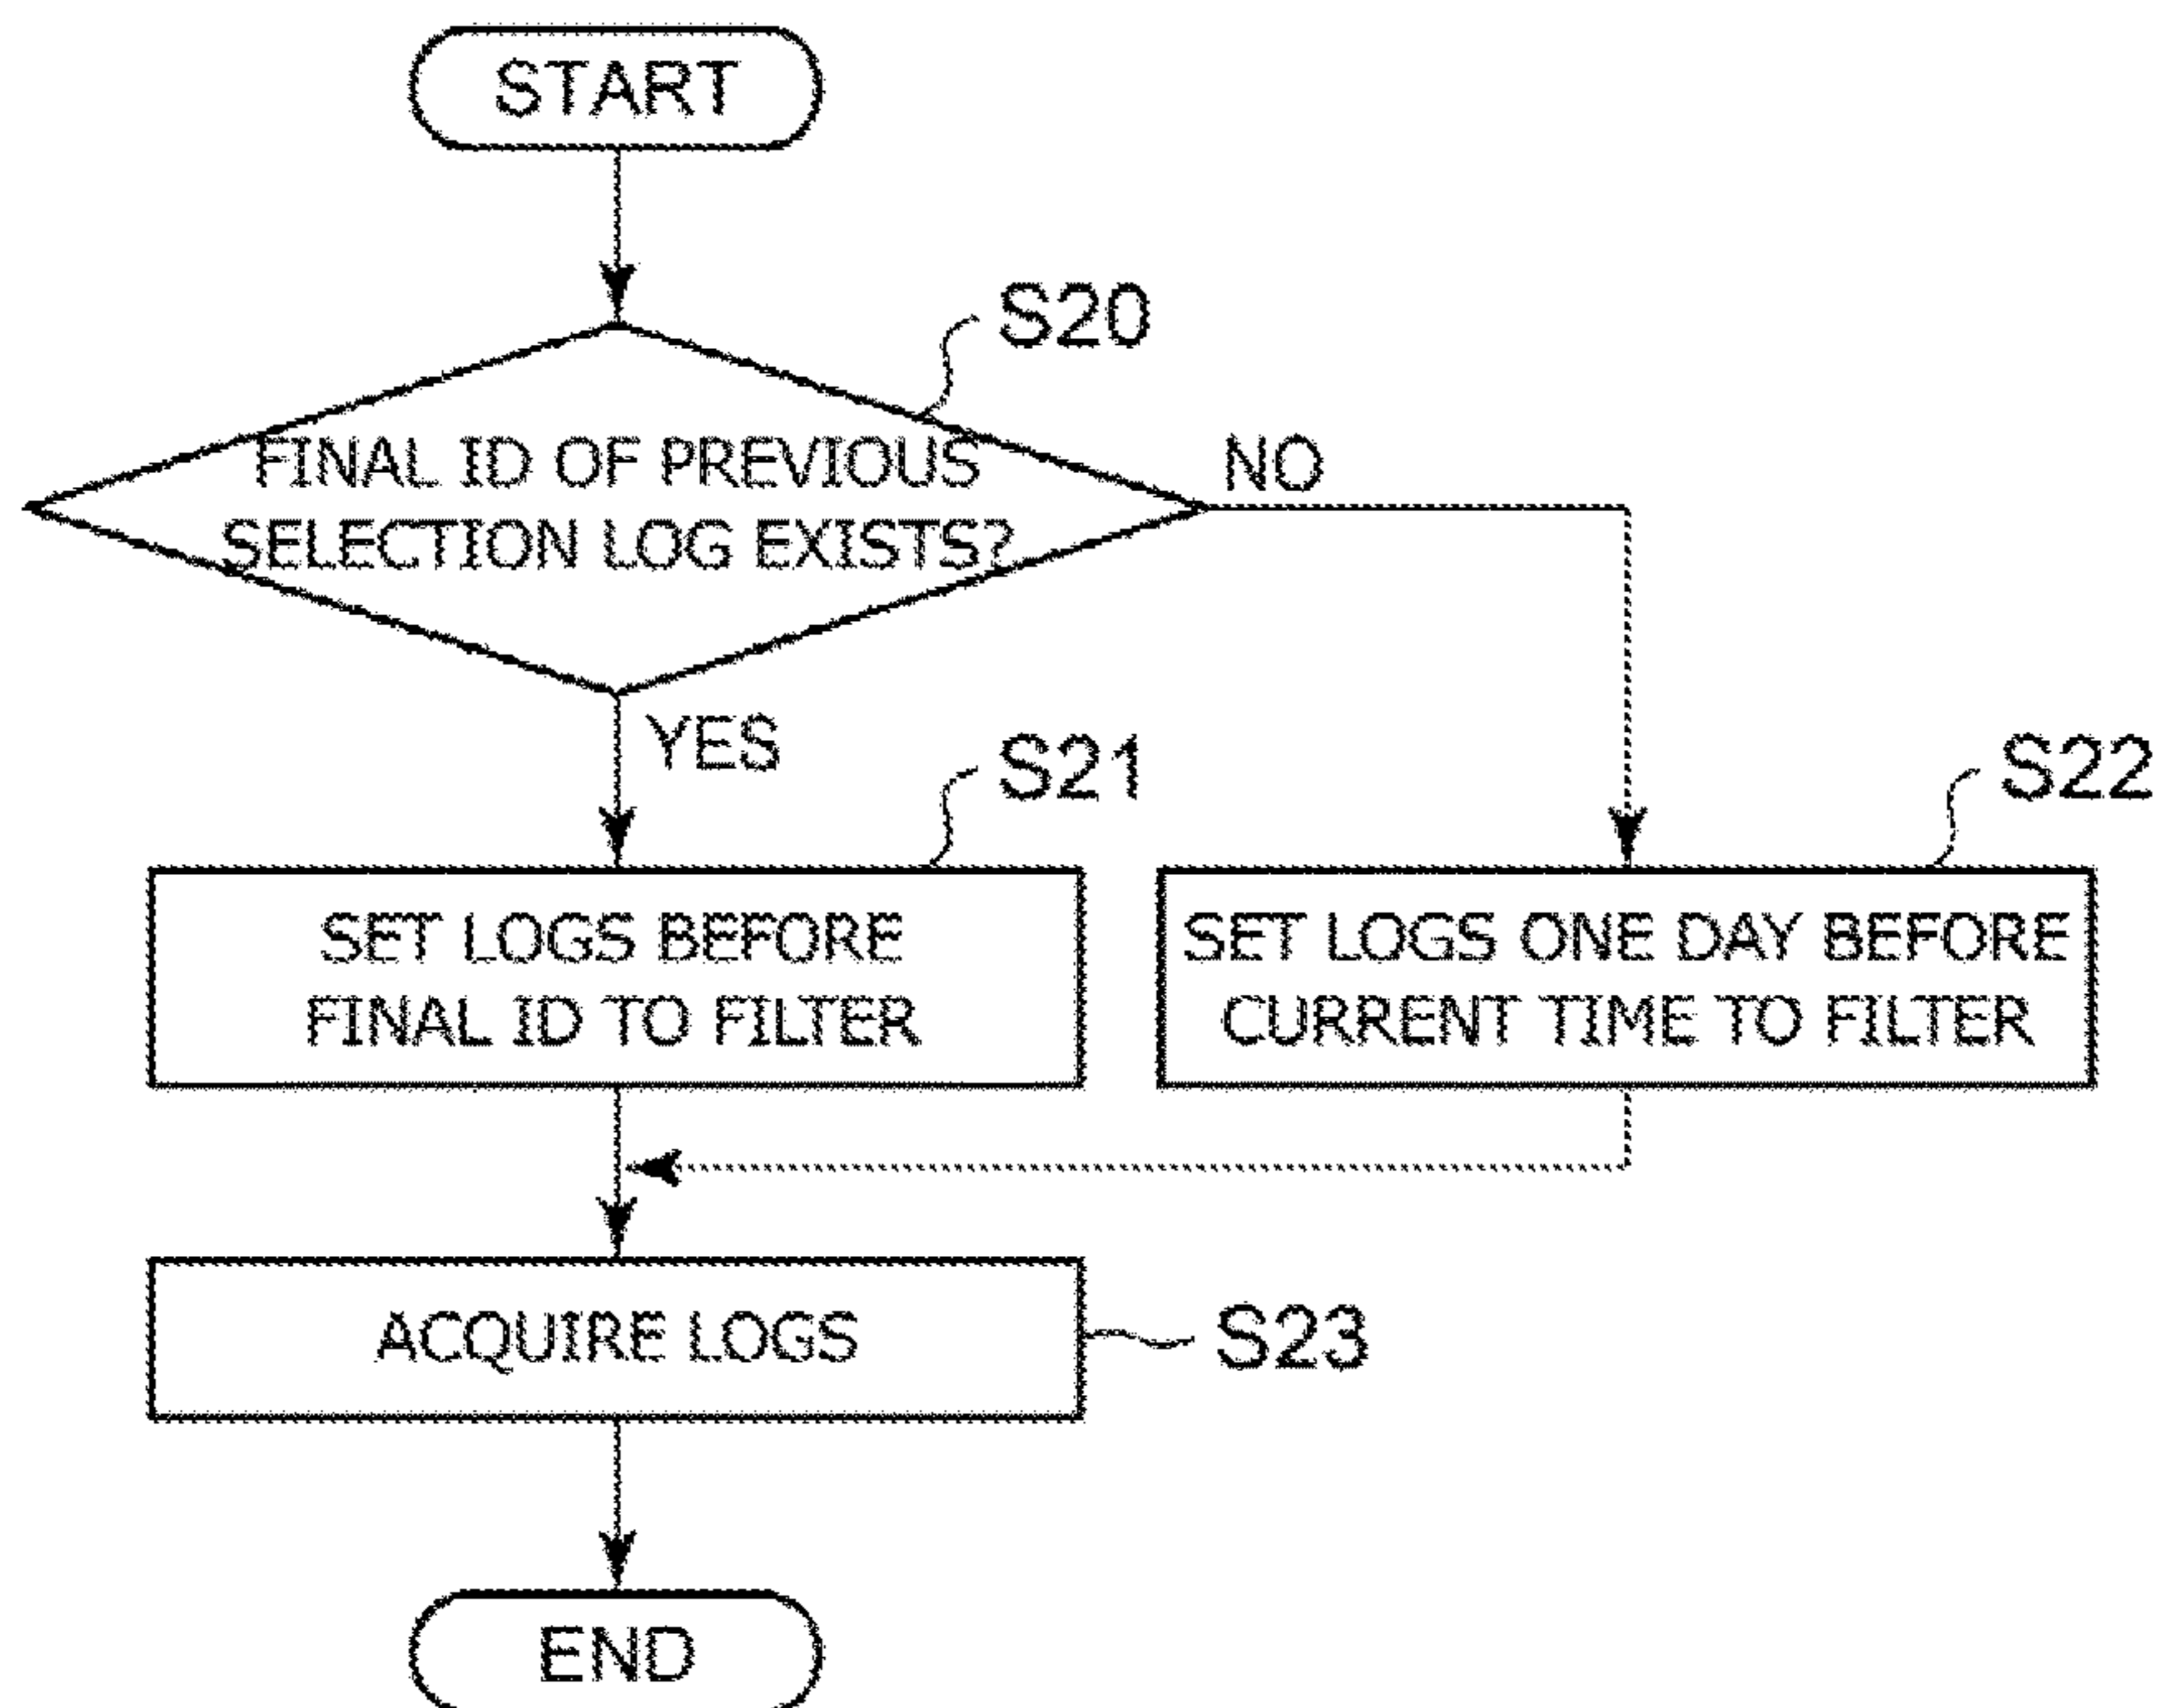 START
S20
FINAL ID OF PREVIOUS
SELECTION LOG EXISTS?
NO
YES
S21
S22
SET LOGS BEFORE
FINAL ID TO FILTER
SET LOGS ONE DAY BEFORE
CURRENT TIME TO FILTER
ACQUIRE LOGS
S23
END